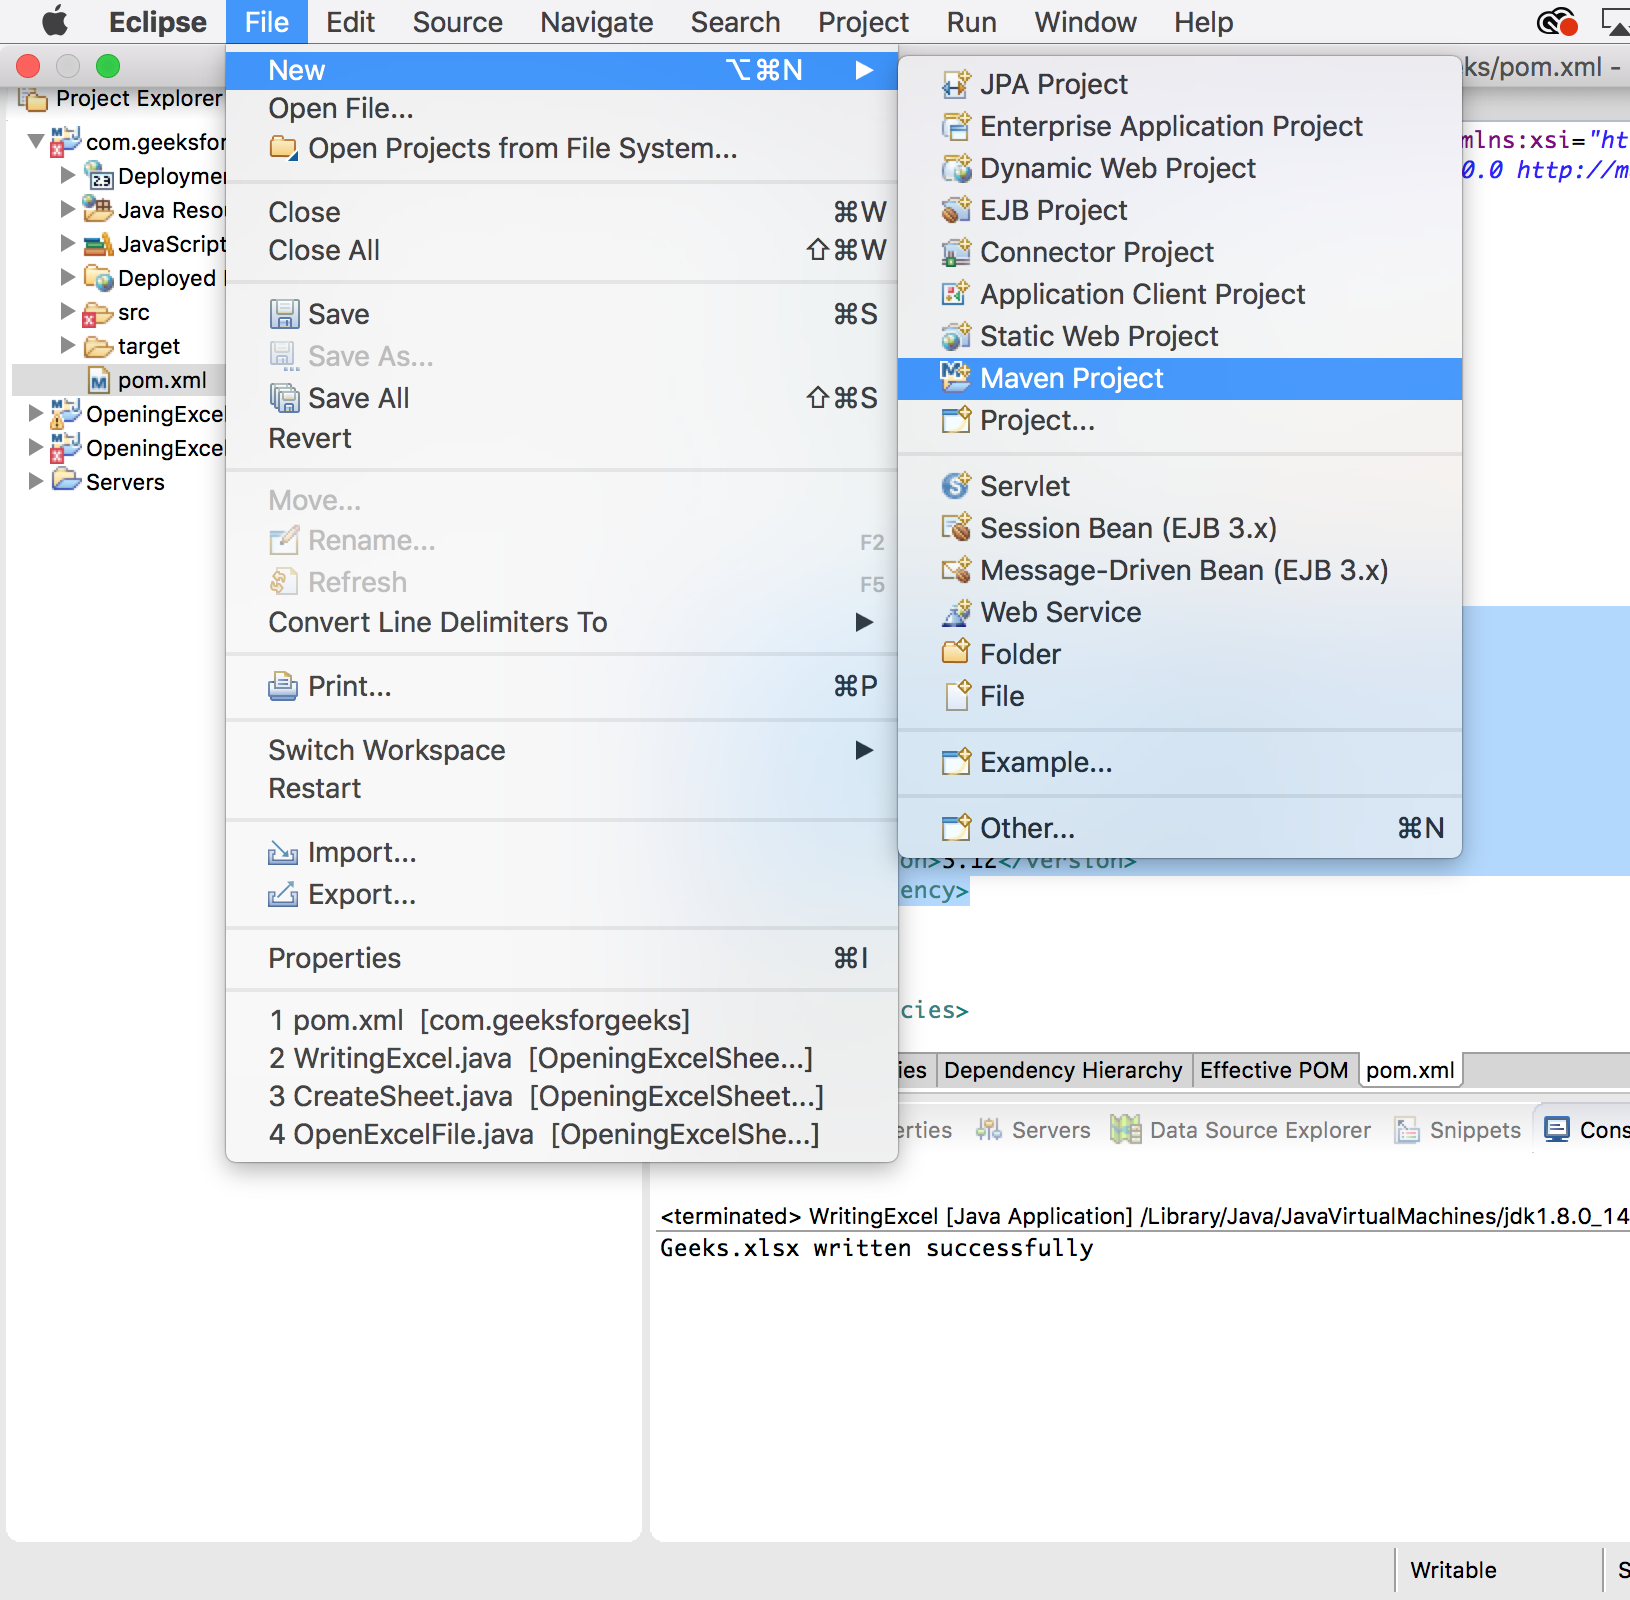 Eclipse File Edit Source Navigate Search Project Run Window Help
ks/pom.xml –
Project Explorer
com.geeksfor
Deployme
Java Reso
JavaScript
Deployed
src
target
pom.xml
OpeningExcel
OpeningExcel
Servers
New ⌥⌘N ▶
Open File...
Open Projects from File System...
Close ⌘W
Close All ⇧⌘W
Save ⌘S
Save As...
Save All ⇧⌘S
Revert
Move...
Rename... F2
Refresh F5
Convert Line Delimiters To ▶
Print... ⌘P
Switch Workspace ▶
Restart
Import...
Export...
Properties ⌘I
1 pom.xml [com.geeksforgeeks]
2 WritingExcel.java [OpeningExcelShee...]
3 CreateSheet.java [OpeningExcelSheet...]
4 OpenExcelFile.java [OpeningExcelShe...]
JPA Project
Enterprise Application Project
Dynamic Web Project
EJB Project
Connector Project
Application Client Project
Static Web Project
Maven Project
Project...
Servlet
Session Bean (EJB 3.x)
Message-Driven Bean (EJB 3.x)
Web Service
Folder
File
Example...
Other... ⌘N
mlns:xsi="ht
0.0 http://m
on>3.12</version>
ency>
cies>
ies Dependency Hierarchy Effective POM pom.xml
erties Servers Data Source Explorer Snippets Cons
<terminated> WritingExcel [Java Application] /Library/Java/JavaVirtualMachines/jdk1.8.0_14
Geeks.xlsx written successfully
Writable S